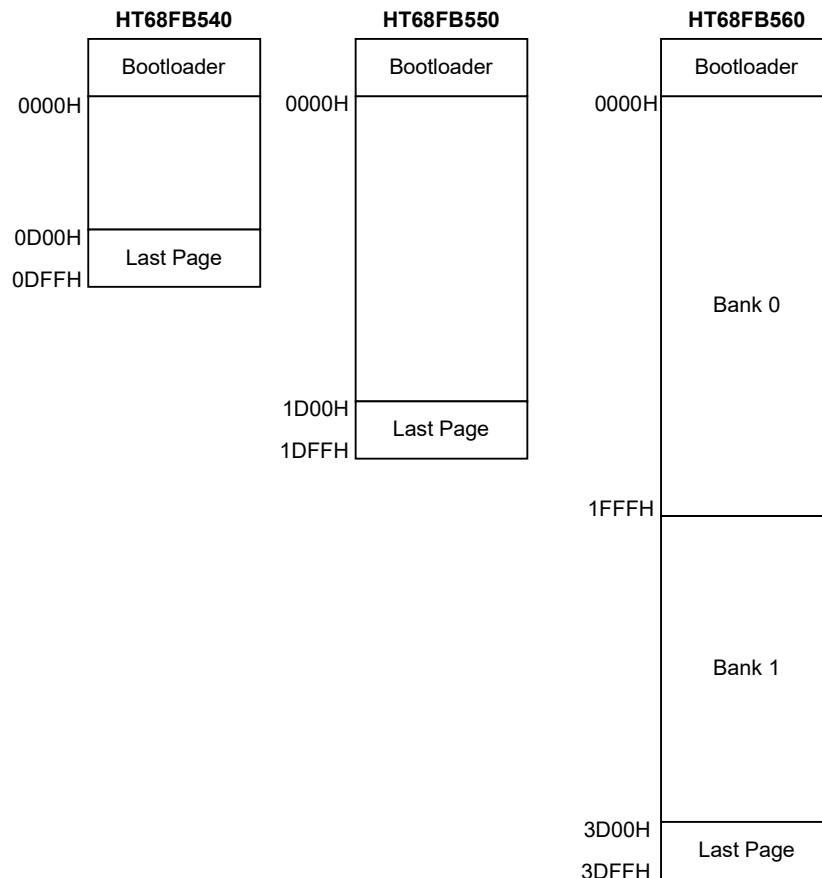 HT68FB540
Bootloader
0000H
0D00H
Last Page
0DFFH
HT68FB550
Bootloader
0000H
1D00H
Last Page
1DFFH
HT68FB560
Bootloader
0000H
Bank 0
1FFFH
Bank 1
3D00H
Last Page
3DFFH